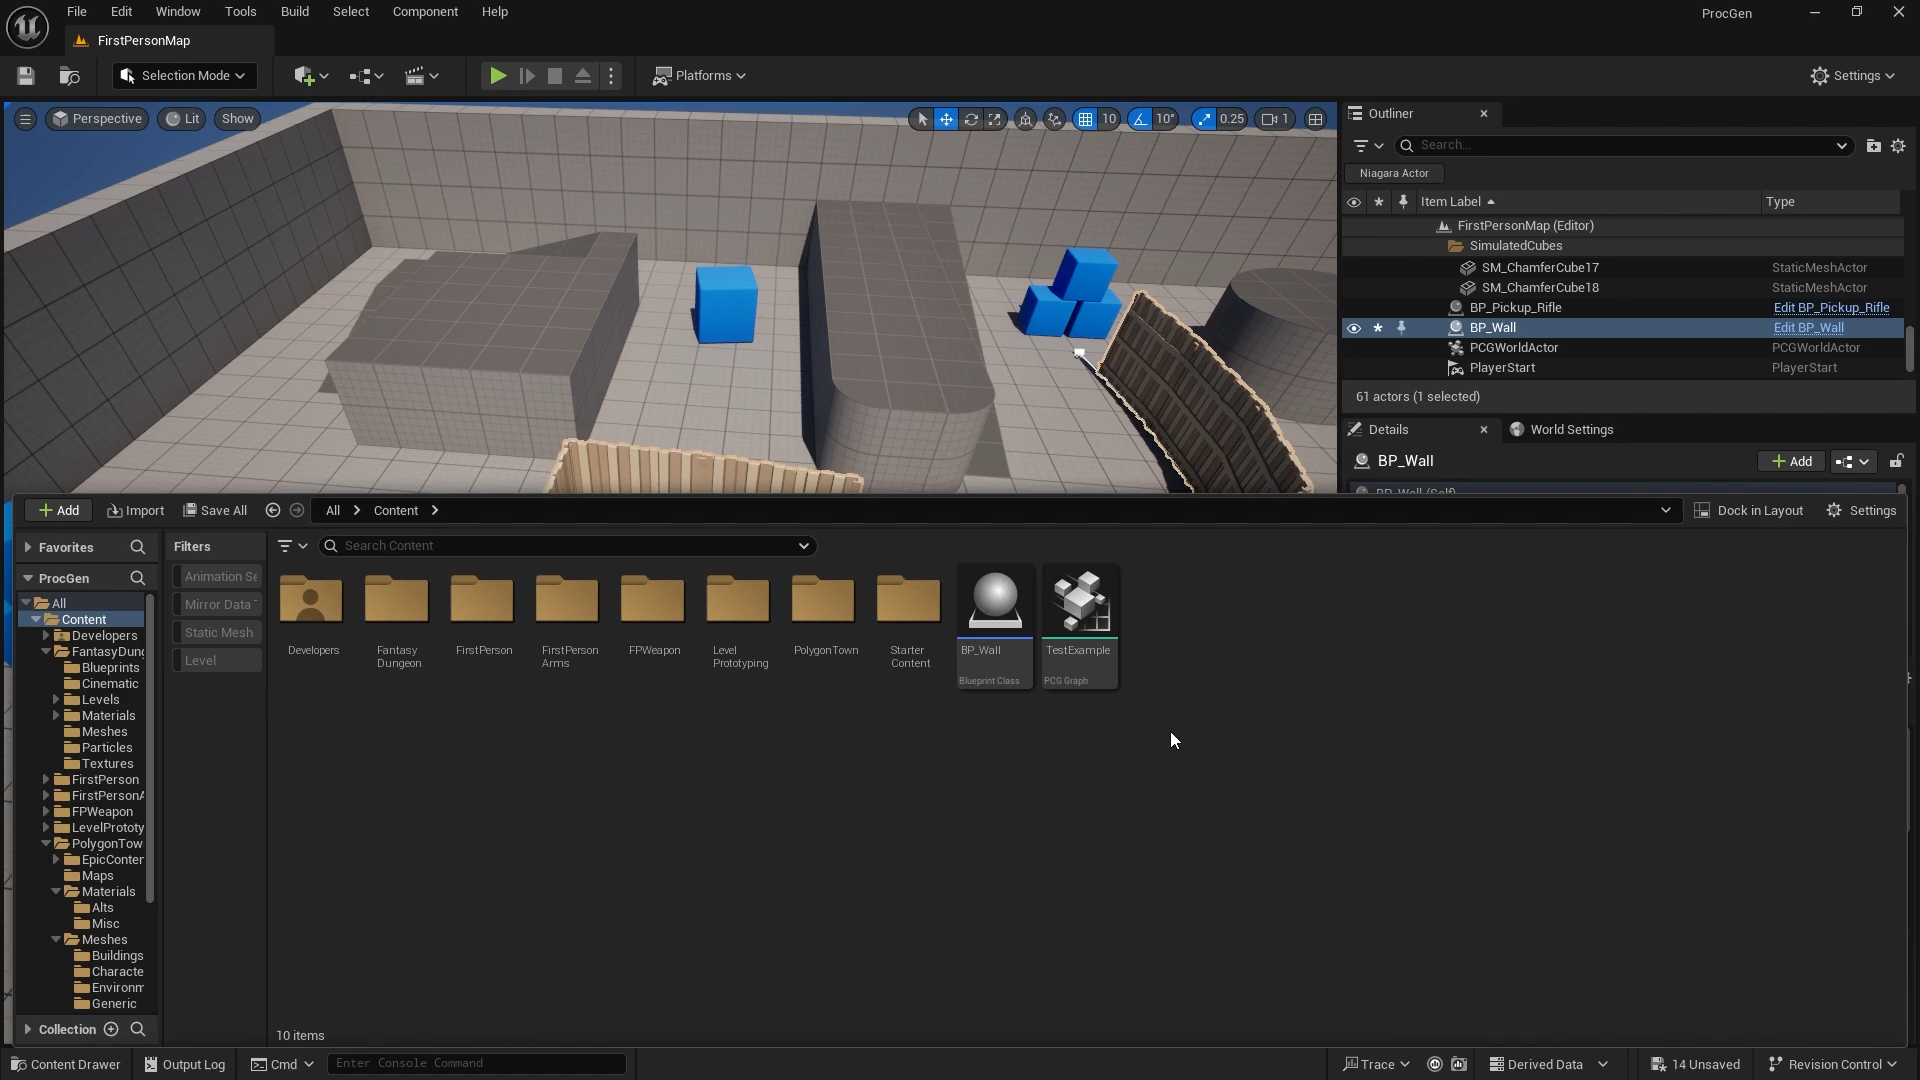 File Edit Window Tools Build Select Component Help
ProcGen
FirstPersonMap
Selection Mode
Platforms
Settings
Perspective
Lit
Show
10
10°
0.25
1
Outliner
Search...
Niagara Actor
Item Label
Type
FirstPersonMap (Editor)
SimulatedCubes
SM_ChamferCube17 StaticMeshActor
SM_ChamferCube18 StaticMeshActor
BP_Pickup_Rifle Edit BP_Pickup_Rifle
BP_Wall Edit BP_Wall
PCGWorldActor PCGWorldActor
PlayerStart PlayerStart
61 actors (1 selected)
Details
World Settings
BP_Wall
Add
BP_Wall (Self)
Add
Import
Save All
All
Content
Dock in Layout
Settings
Favorites
ProcGen
All
Content
Developers
FantasyDung
Blueprints
Cinematic
Levels
Materials
Meshes
Particles
Textures
FirstPerson
FirstPersonA
FPWeapon
LevelPrototy
PolygonTow
EpicConter
Maps
Materials
Alts
Misc
Meshes
Buildings
Characte
Environm
Generic
Collection
Filters
Animation Se
Mirror Data T
Static Mesh
Level
Search Content
Developers
Fantasy
Dungeon
FirstPerson
FirstPerson
Arms
FPWeapon
Level
Prototyping
PolygonTown
Starter
Content
BP_Wall
Blueprint Class
TestExample
PCG Graph
10 items
Content Drawer
Output Log
Cmd
Enter Console Command
Trace
Derived Data
14 Unsaved
Revision Control